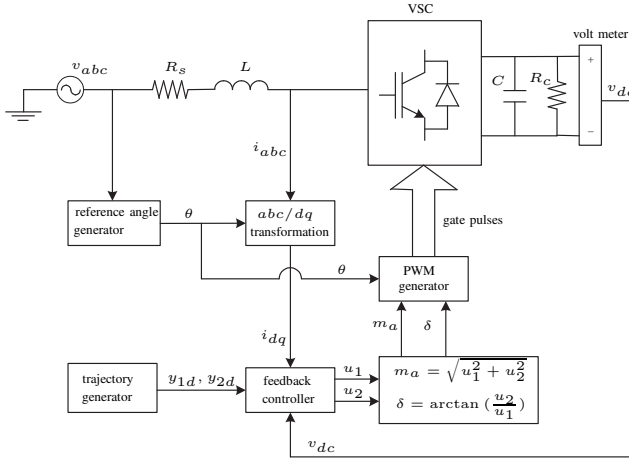 VSC
volt meter
v_{abc}
R_s
L
+
C
R_c
v_{dc}
−
i_{abc}
gate pulses
reference angle
generator
θ
abc/dq
transformation
θ
PWM
generator
m_a
δ
i_{dq}
trajectory
generator
y_{1d}, y_{2d}
feedback
controller
u_1
u_2
m_a = \sqrt{u_1^2 + u_2^2}
δ = arctan (\frac{u_2}{u_1})
v_{dc}